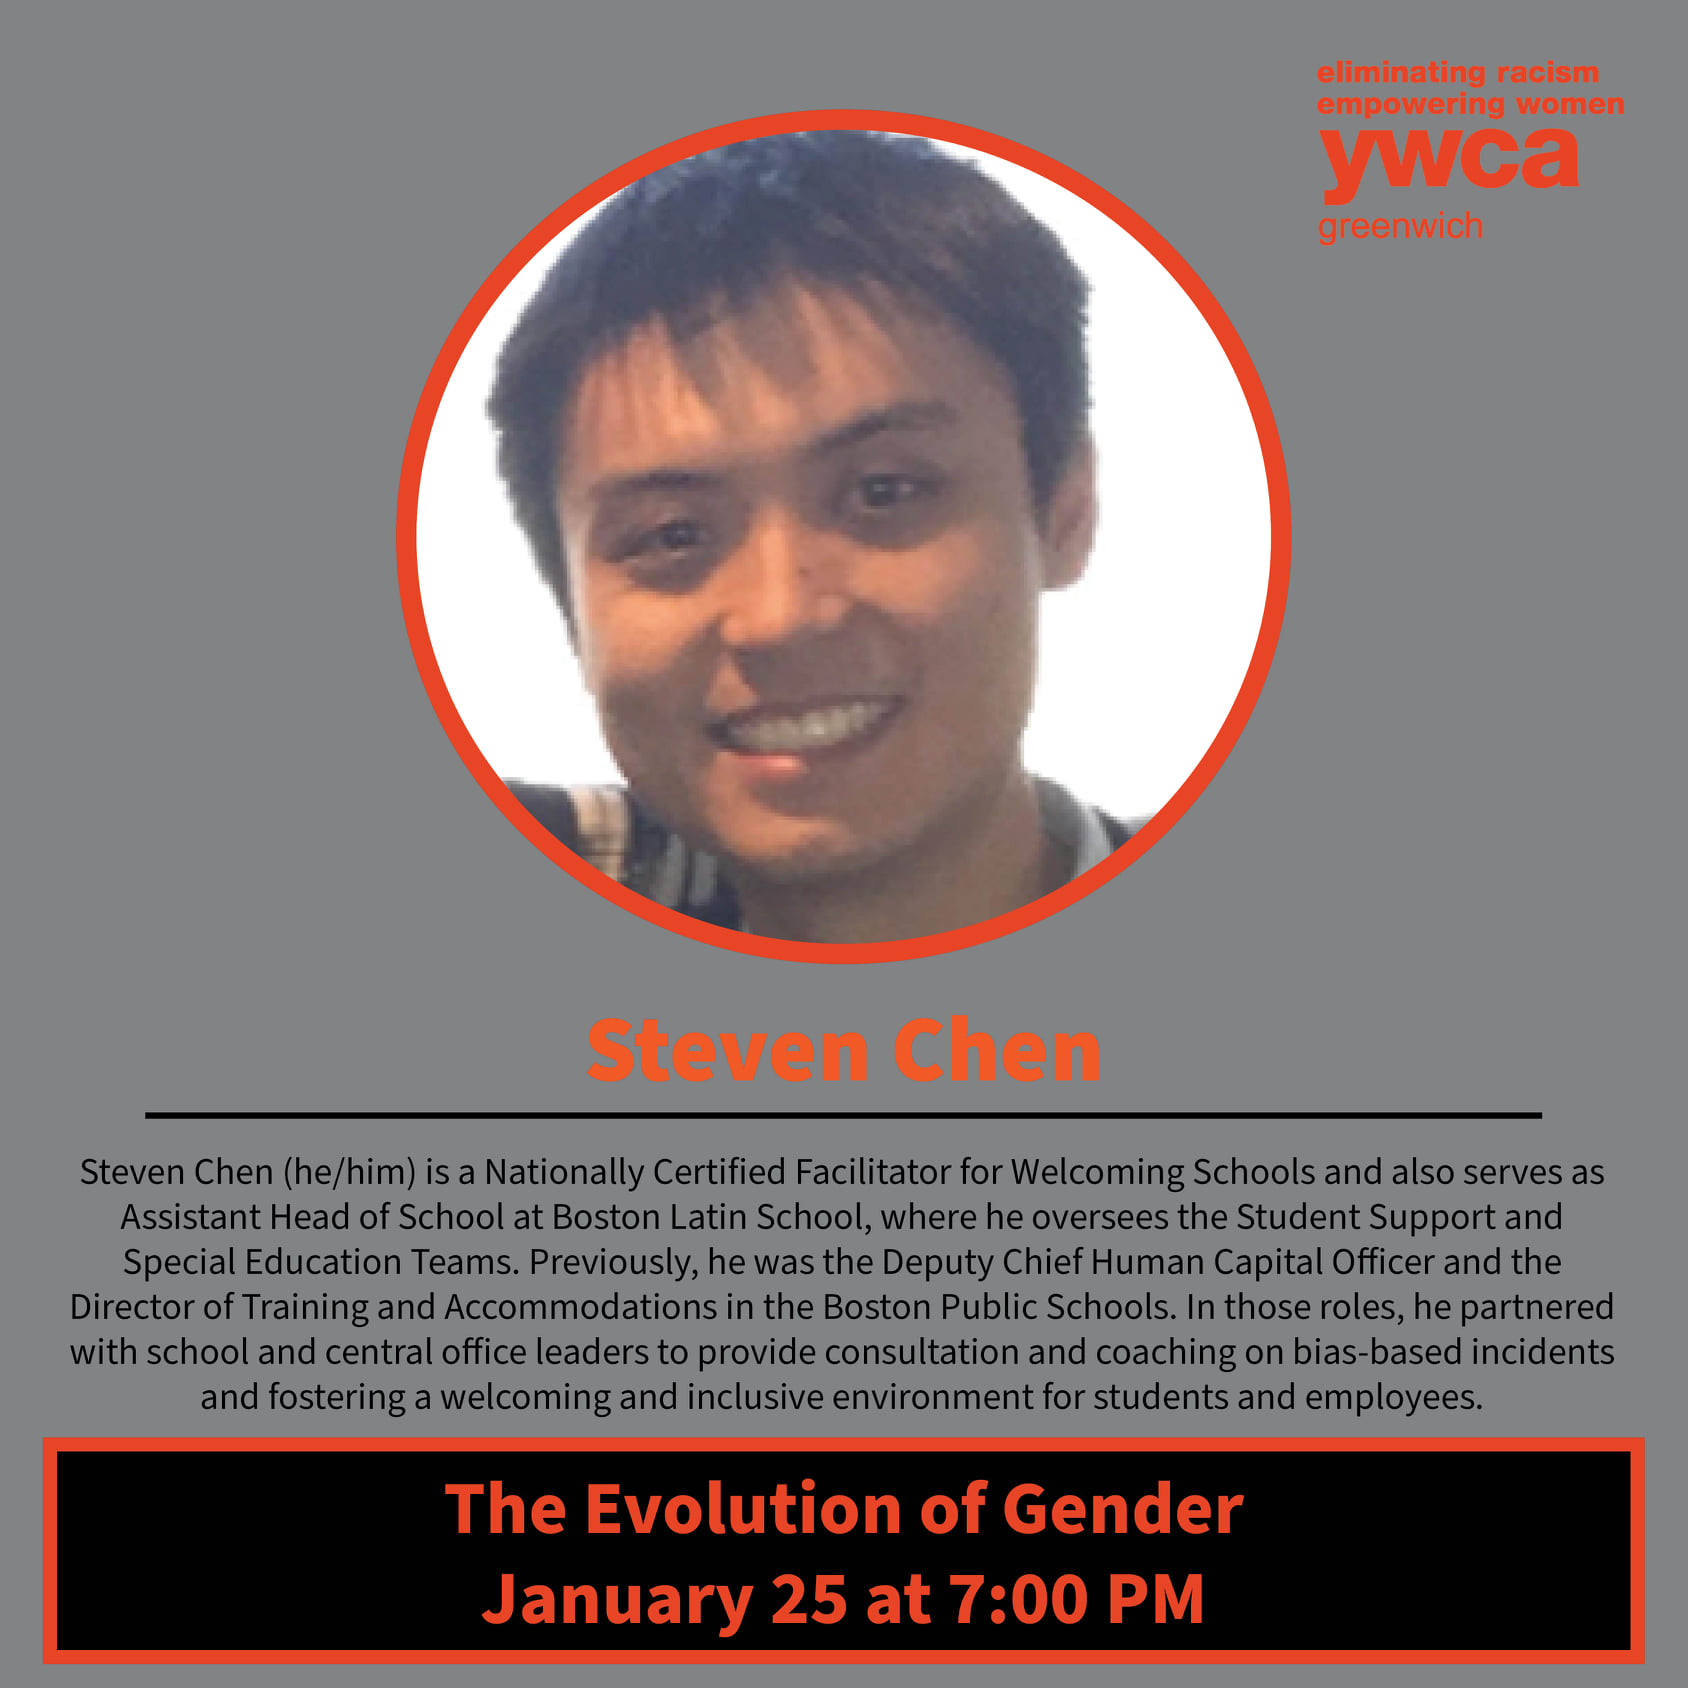 eliminating racism
empowering women
ywca
greenwich
Steven Chen
Steven Chen (he/him) is a Nationally Certified Facilitator for Welcoming Schools and also serves as
Assistant Head of School at Boston Latin School, where he oversees the Student Support and
Special Education Teams. Previously, he was the Deputy Chief Human Capital Officer and the
Director of Training and Accommodations in the Boston Public Schools. In those roles, he partnered
with school and central office leaders to provide consultation and coaching on bias-based incidents
and fostering a welcoming and inclusive environment for students and employees.
The Evolution of Gender
January 25 at 7:00 PM